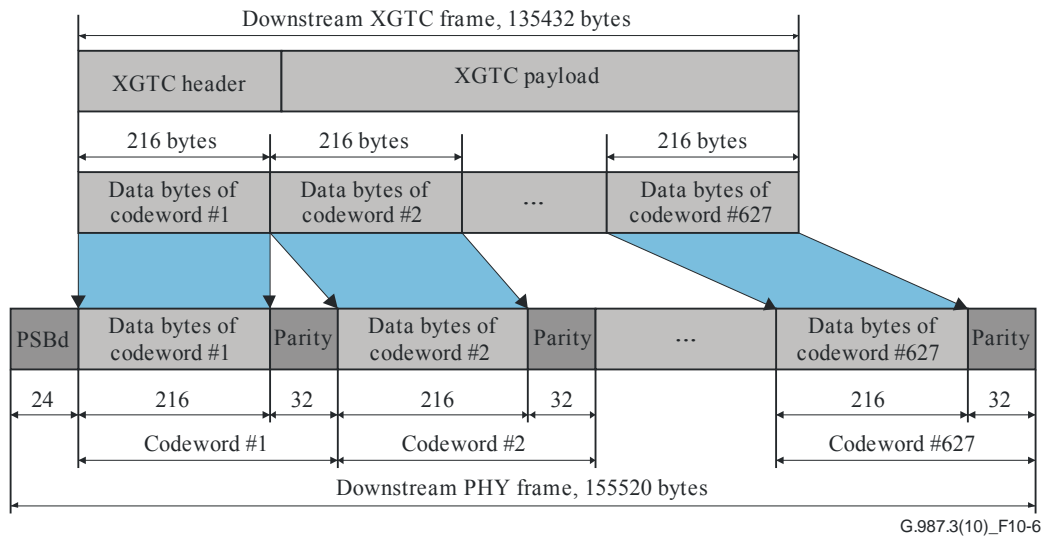 Downstream XGTC frame, 135432 bytes
XGTC header
XGTC payload
216 bytes
216 bytes
216 bytes
Data bytes of
codeword #1
Data bytes of
codeword #2
...
Data bytes of
codeword #627
PSBd
Data bytes of
codeword #1
Parity
Data bytes of
codeword #2
Parity
...
Data bytes of
codeword #627
Parity
24
216
32
216
32
216
32
Codeword #1
Codeword #2
Codeword #627
Downstream PHY frame, 155520 bytes
G.987.3(10)_F10-6